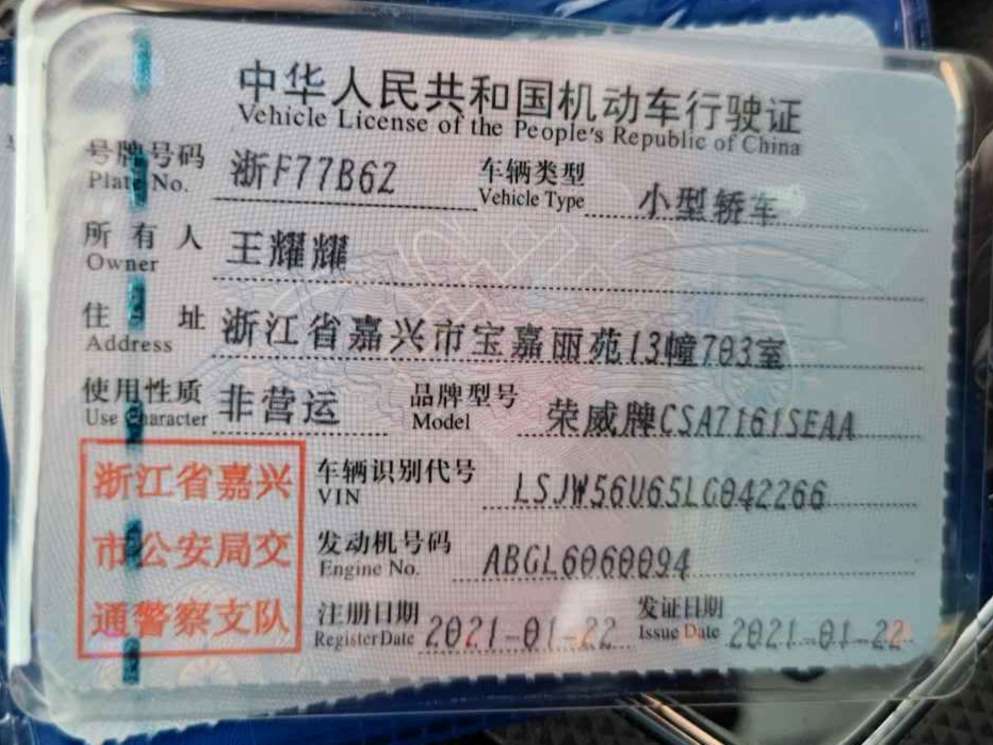 中华人民共和国机动车行驶证
Vehicle License of the People's Republic of China
号牌号码 浙F77B62 车辆类型 小型轿车
Plate No. Vehicle Type
所有人 王耀耀
Owner
住址 浙江省嘉兴市宝嘉丽苑13幢703室
Address
使用性质 非营运 品牌型号 荣威牌CSA7161SEAA
Use Character Model
浙江省嘉兴
市公安局交
通警察支队
车辆识别代号 LSJW56U65LG042266
VIN
发动机号码 ABGL6060094
Engine No.
注册日期 2021-01-22 发证日期 2021-01-22
Register Date Issue Date